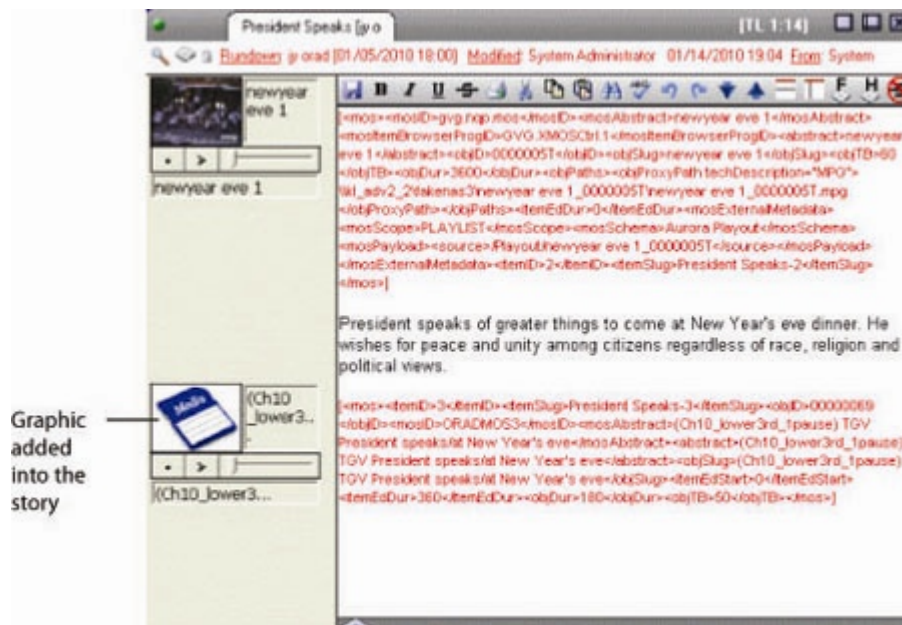 President Speaks [jy o
[TL 1:14]
Rundown: jy orad [01/05/2010 18:00] Modified: System Administrator 01/14/2010 19:04 From: System
newyear
eve 1
newyear eve 1
[<mos><mosID>gvg.nqp.mos</mosID><mosAbstract>newyear eve 1</mosAbstract>
<mosItemBrowserProgID>GVG.XMOSCtrl.1</mosItemBrowserProgID><abstract>newyear
eve 1</abstract><objID>0000005T</objID><objSlug>newyear eve 1</objSlug><objTB>60
</objTB><objDur>3600</objDur><objPaths><objProxyPath techDescription="MPG">
eve 1_0000005T\newyear eve 1_0000005T.mpg
</objProxyPath></objPaths><itemEdDur>0</itemEdDur><mosExternalMetadata>
<mosScope>PLAYLIST</mosScope><mosSchema>Aurora Playout</mosSchema>
<mosPayload><source>/Playout/newyear eve 1_0000005T</source></mosPayload>
</mosExternalMetadata><itemID>2</itemID><itemSlug>President Speaks-2</itemSlug>
</mos>]
President speaks of greater things to come at New Year's eve dinner. He
wishes for peace and unity among citizens regardless of race, religion and
political views.
Graphic
added
into the
story
Media
(Ch10
_lower3...
(Ch10_lower3...
[<mos><itemID>3</itemID><itemSlug>President Speaks-3</itemSlug><objID>00000069
</objID><mosID>ORADMOS3</mosID><mosAbstract>(Ch10_lower3rd_1pause) TGV
President speaks/at New Year's eve</mosAbstract><abstract>(Ch10_lower3rd_1pause)
TGV President speaks/at New Year's eve</abstract><objSlug>(Ch10_lower3rd_1pause)
TGV President speaks/at New Year's eve</objSlug><itemEdStart>0</itemEdStart>
<itemEdDur>360</itemEdDur><objDur>180</objDur><objTB>50</objTB></mos>]